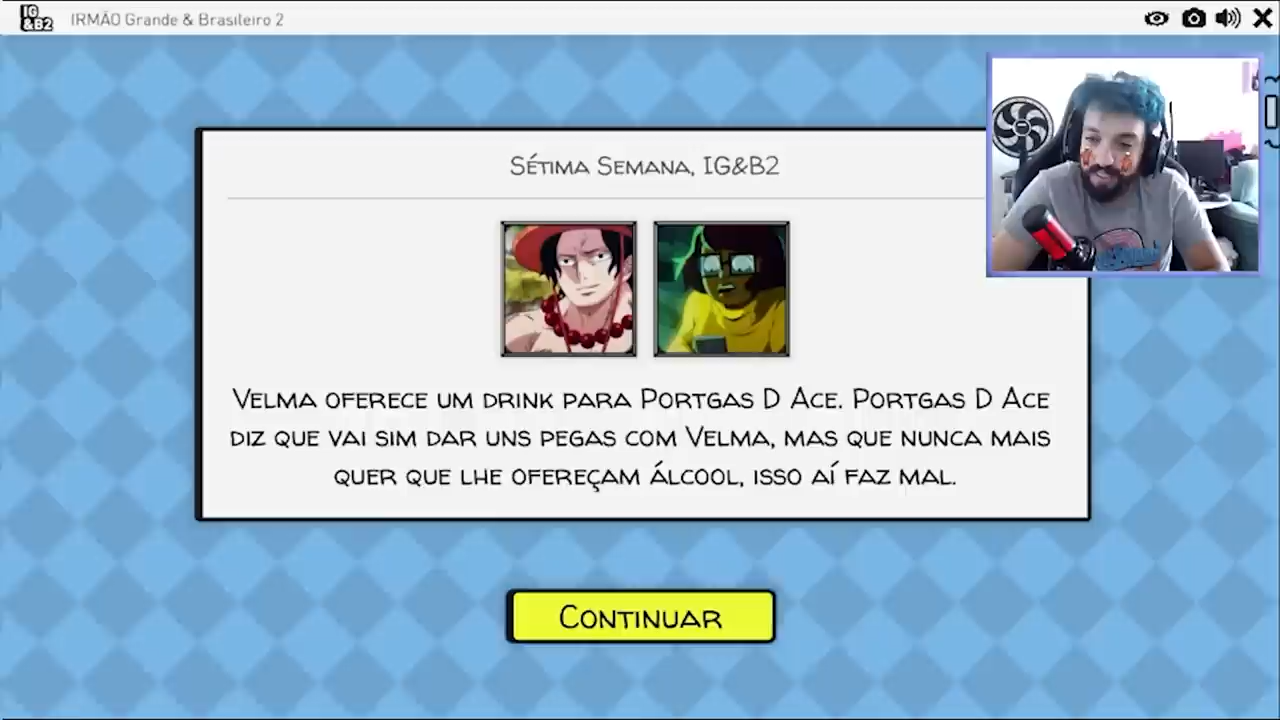 IG
&B2
IRMÃO Grande & Brasileiro 2
SÉTIMA SEMANA, IG&B2
VELMA OFERECE UM DRINK PARA PORTGAS D ACE. PORTGAS D ACE
DIZ QUE VAI SIM DAR UNS PEGAS COM VELMA, MAS QUE NUNCA MAIS
QUER QUE LHE OFEREÇAM ÁLCOOL, ISSO AÍ FAZ MAL.
CONTINUAR